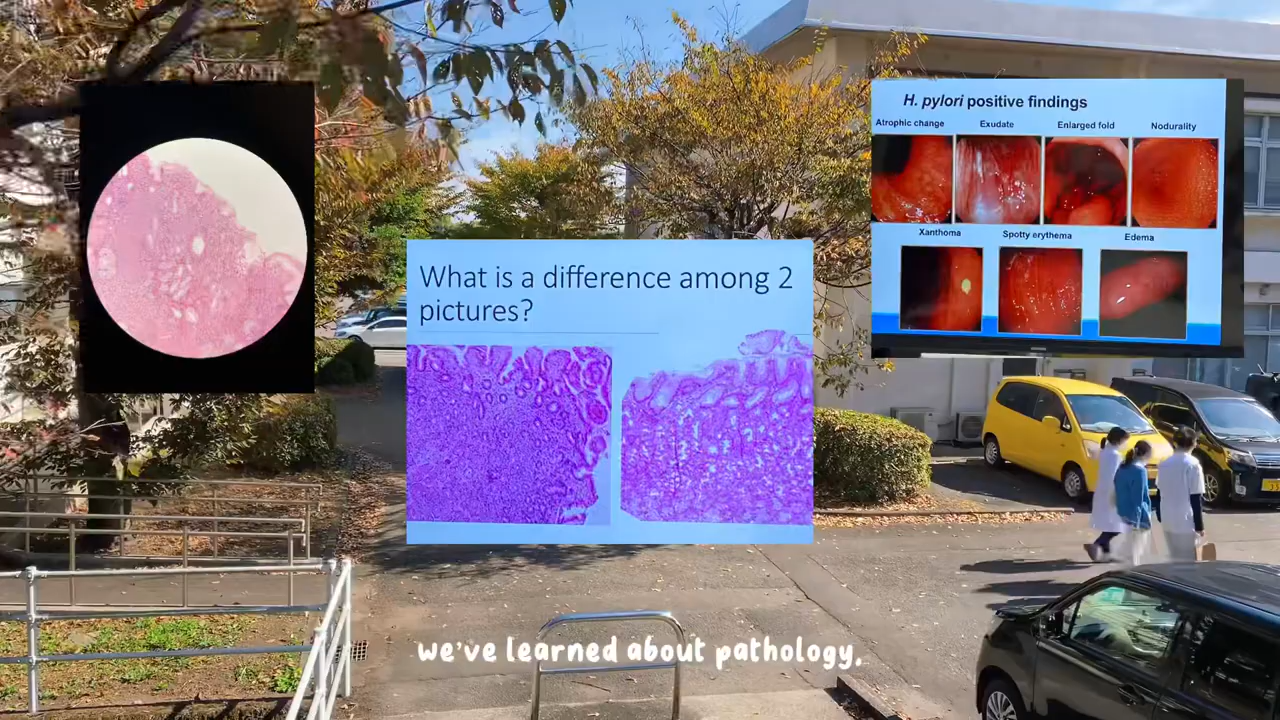 H. pylori positive findings
Atrophic change Exudate Enlarged fold Nodurality
Xanthoma Spotty erythema Edema
What is a difference among 2
pictures?
we've learned about pathology.